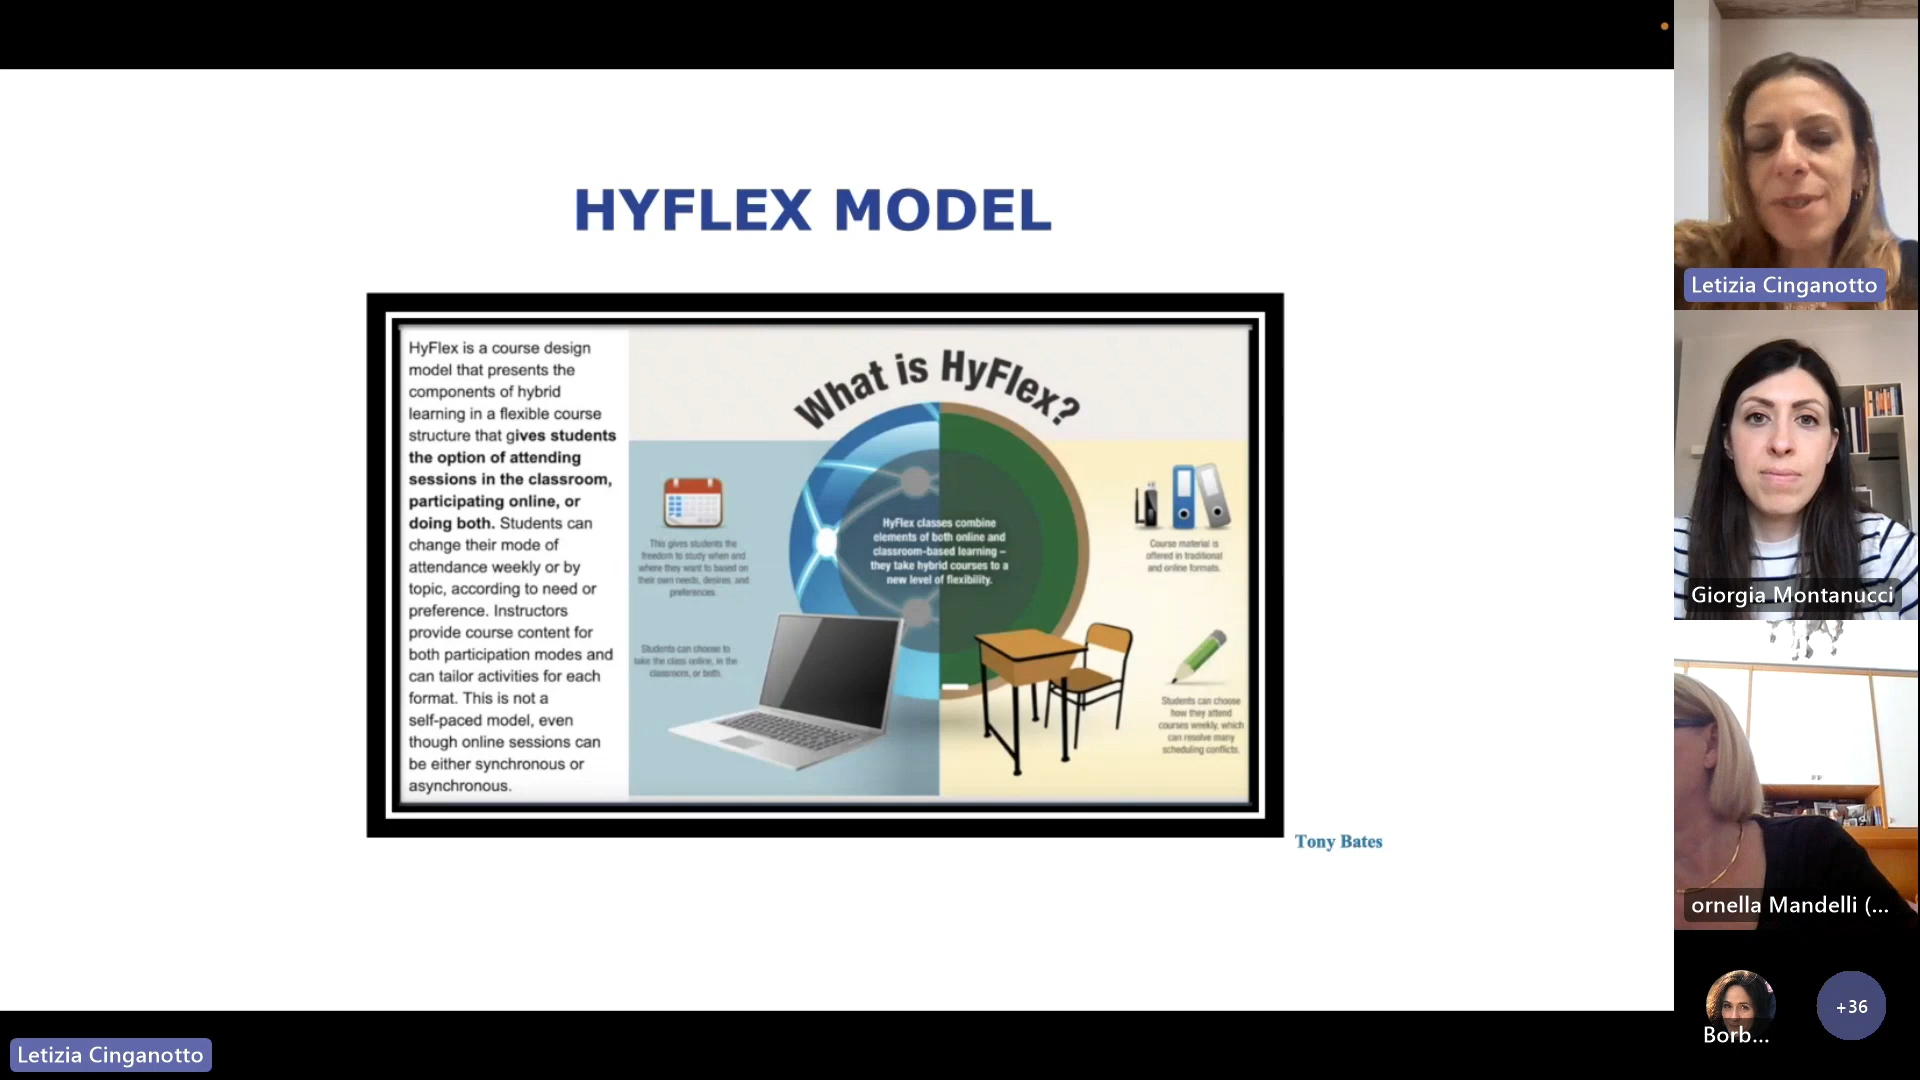 HYFLEX MODEL
HyFlex is a course design
model that presents the
components of hybrid
learning in a flexible course
structure that gives students
the option of attending
sessions in the classroom,
participating online, or
doing both. Students can
change their mode of
attendance weekly or by
topic, according to need or
preference. Instructors
provide course content for
both participation modes and
can tailor activities for each
format. This is not a
self-paced model, even
though online sessions can
be either synchronous or
asynchronous.
What is HyFlex?
This gives students the
freedom to study when and
where they want to based on
their own needs, desires, and
preferences.
Students can choose to
take the class online, in the
classroom, or both.
HyFlex classes combine
elements of both online and
classroom-based learning –
they take hybrid courses to a
new level of flexibility.
Course material is
offered in traditional
and online formats.
Students can choose
how they attend
courses weekly, which
can resolve many
scheduling conflicts.
Tony Bates
Letizia Cinganotto
Giorgia Montanucci
ornella Mandelli (...
Borb...
+36
Letizia Cinganotto